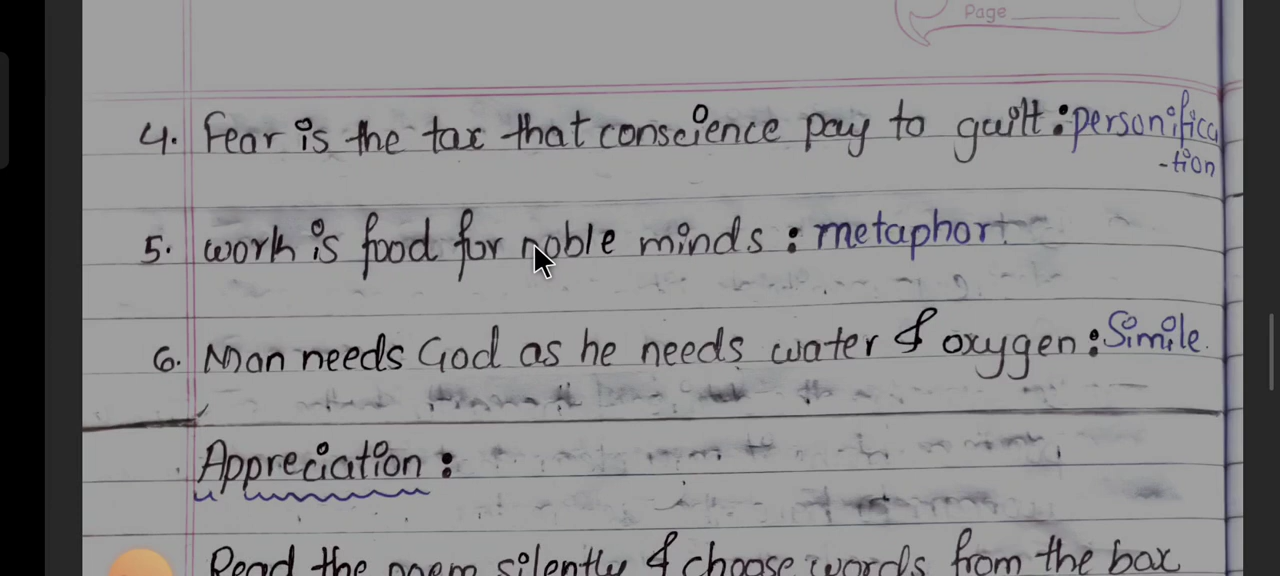 Page
4. Fear is the tax that consceience pay to guilt : personifica
-tion
5. work is food for noble minds : metaphor
6. Man needs God as he needs water & oxygen : Simile.
Appreciation :
Read the poem silently & choose words from the box